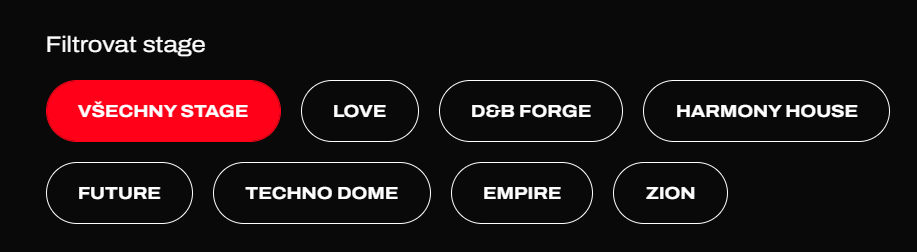 Filtrovat stage
VŠECHNY STAGE LOVE D&B FORGE HARMONY HOUSE
FUTURE TECHNO DOME EMPIRE ZION